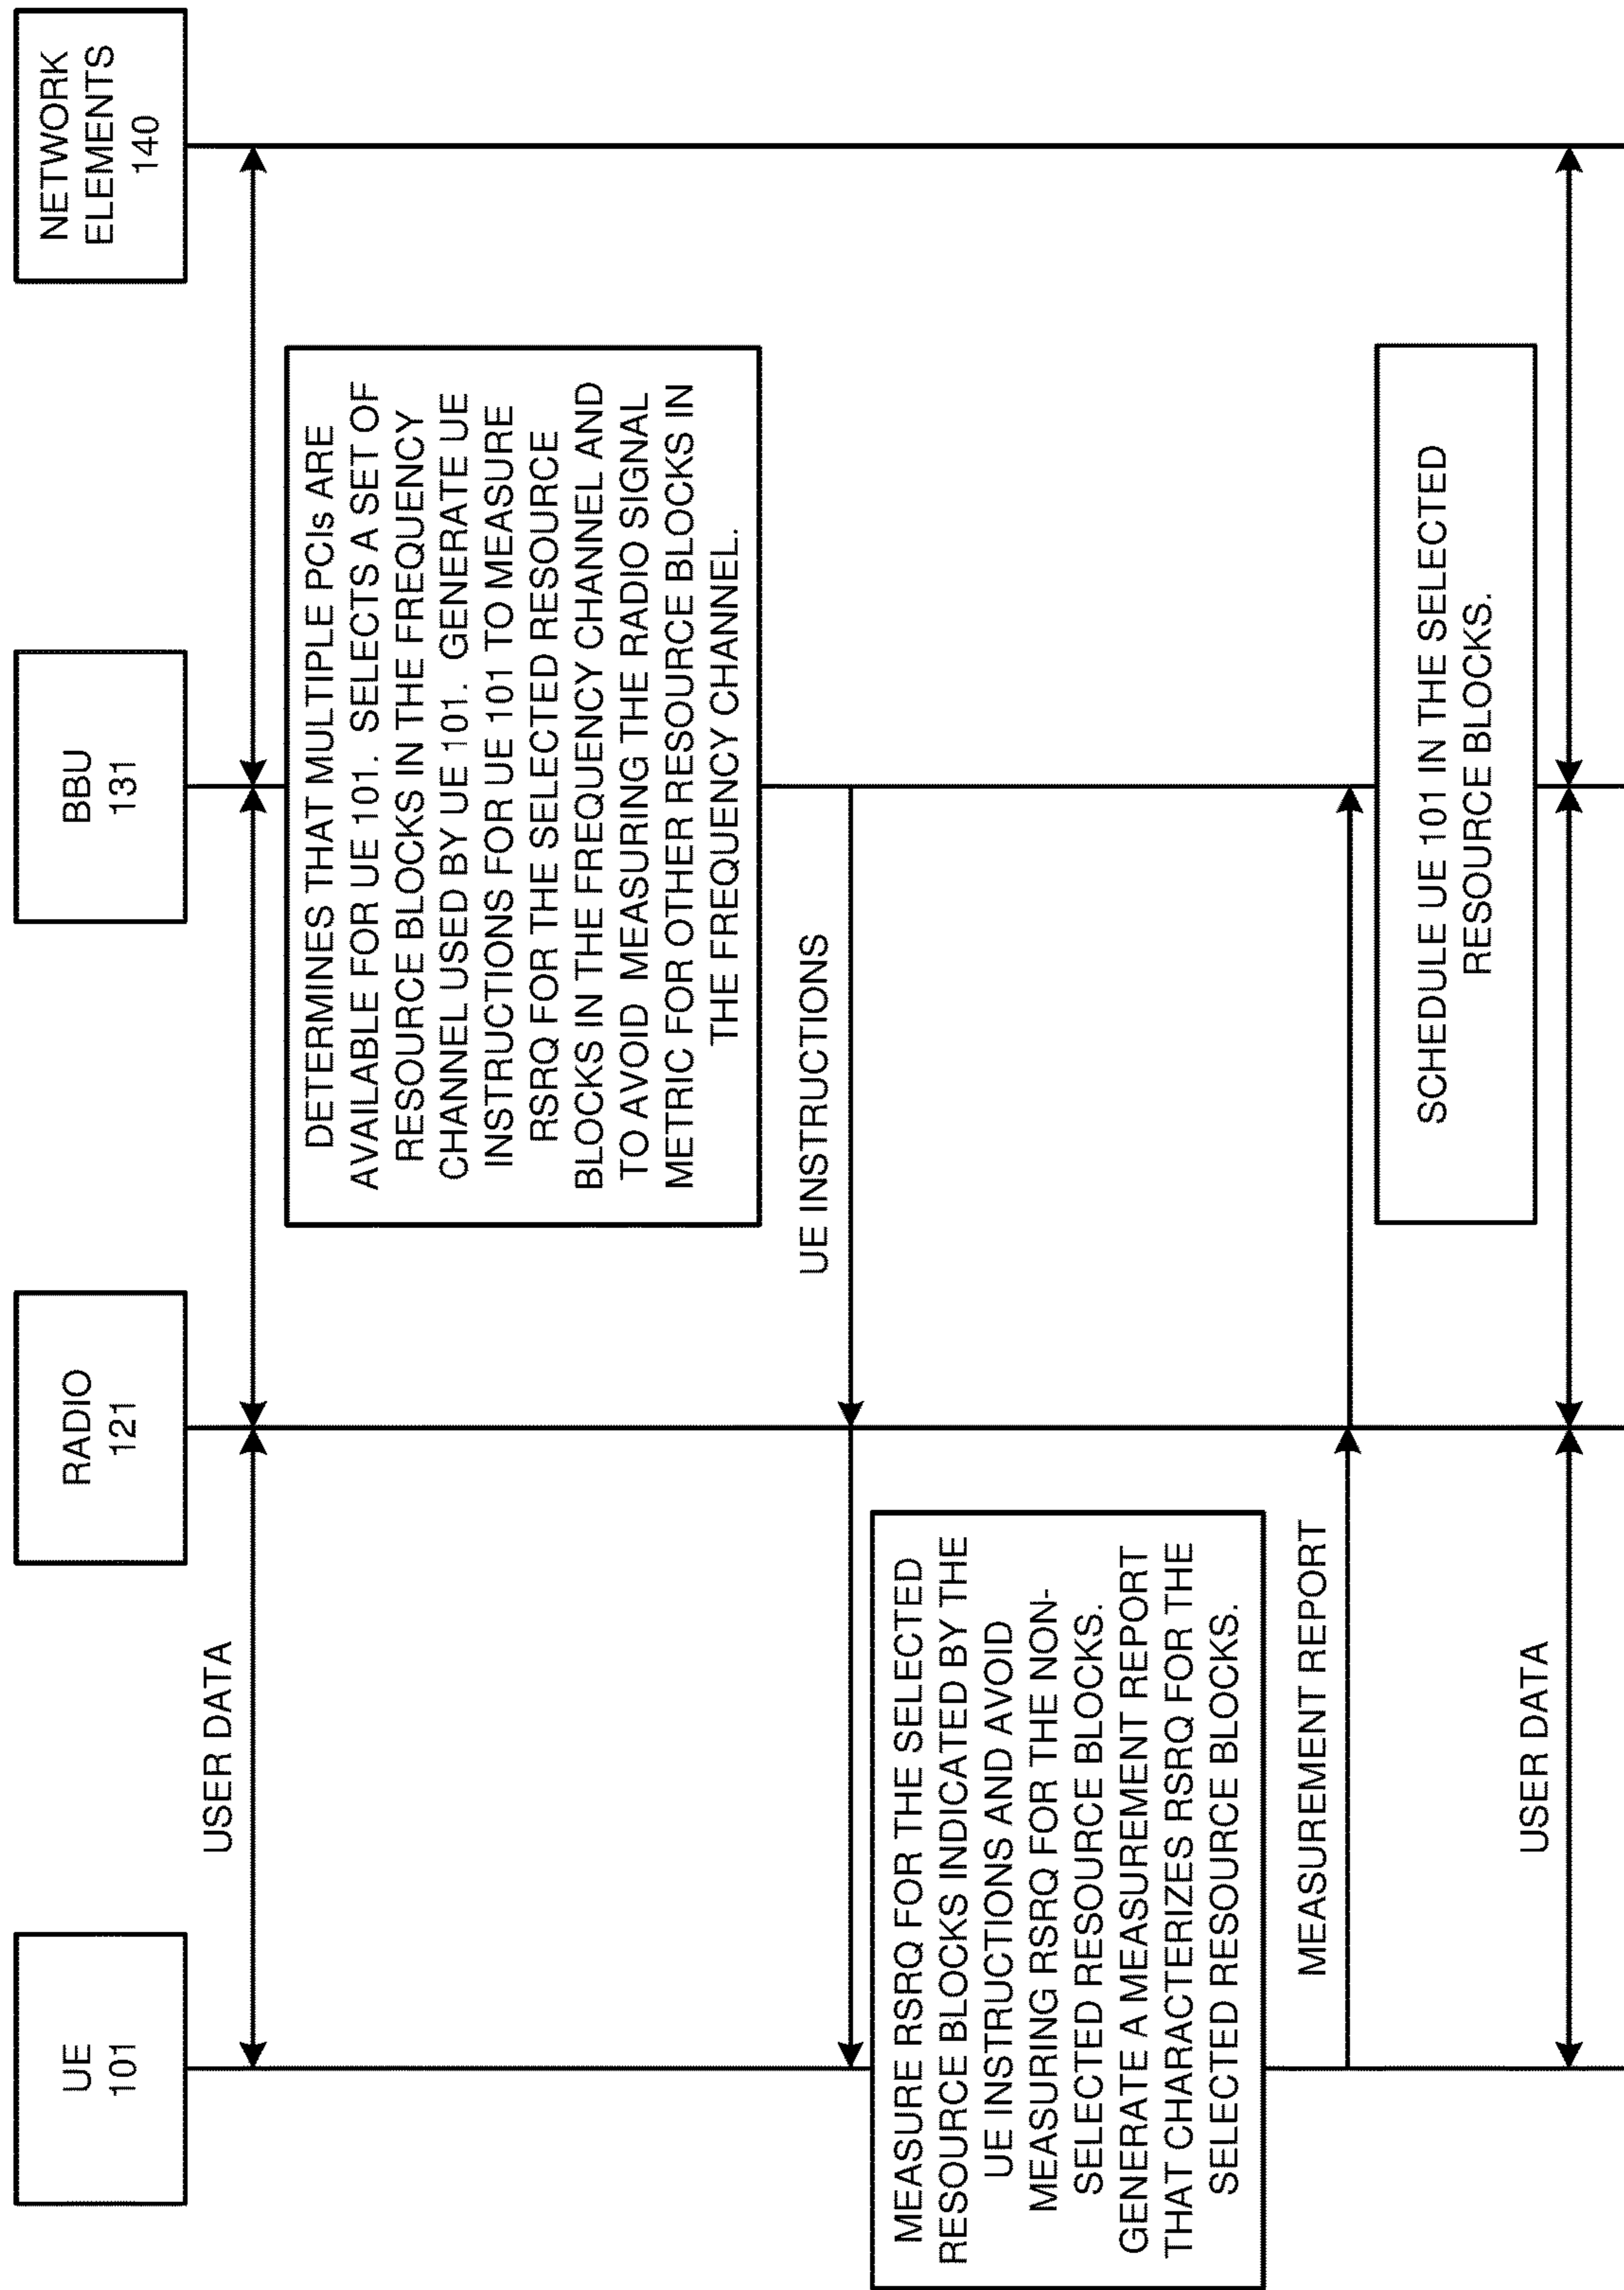 UE
101
RADIO
121
BBU
131
NETWORK
ELEMENTS
140
USER DATA
DETERMINES THAT MULTIPLE PCIs ARE
AVAILABLE FOR UE 101. SELECTS A SET OF
RESOURCE BLOCKS IN THE FREQUENCY
CHANNEL USED BY UE 101. GENERATE UE
INSTRUCTIONS FOR UE 101 TO MEASURE
RSRQ FOR THE SELECTED RESOURCE
BLOCKS IN THE FREQUENCY CHANNEL AND
TO AVOID MEASURING THE RADIO SIGNAL
METRIC FOR OTHER RESOURCE BLOCKS IN
THE FREQUENCY CHANNEL.
UE INSTRUCTIONS
MEASURE RSRQ FOR THE SELECTED
RESOURCE BLOCKS INDICATED BY THE
UE INSTRUCTIONS AND AVOID
MEASURING RSRQ FOR THE NON-
SELECTED RESOURCE BLOCKS.
GENERATE A MEASUREMENT REPORT
THAT CHARACTERIZES RSRQ FOR THE
SELECTED RESOURCE BLOCKS.
MEASUREMENT REPORT
SCHEDULE UE 101 IN THE SELECTED
RESOURCE BLOCKS.
USER DATA